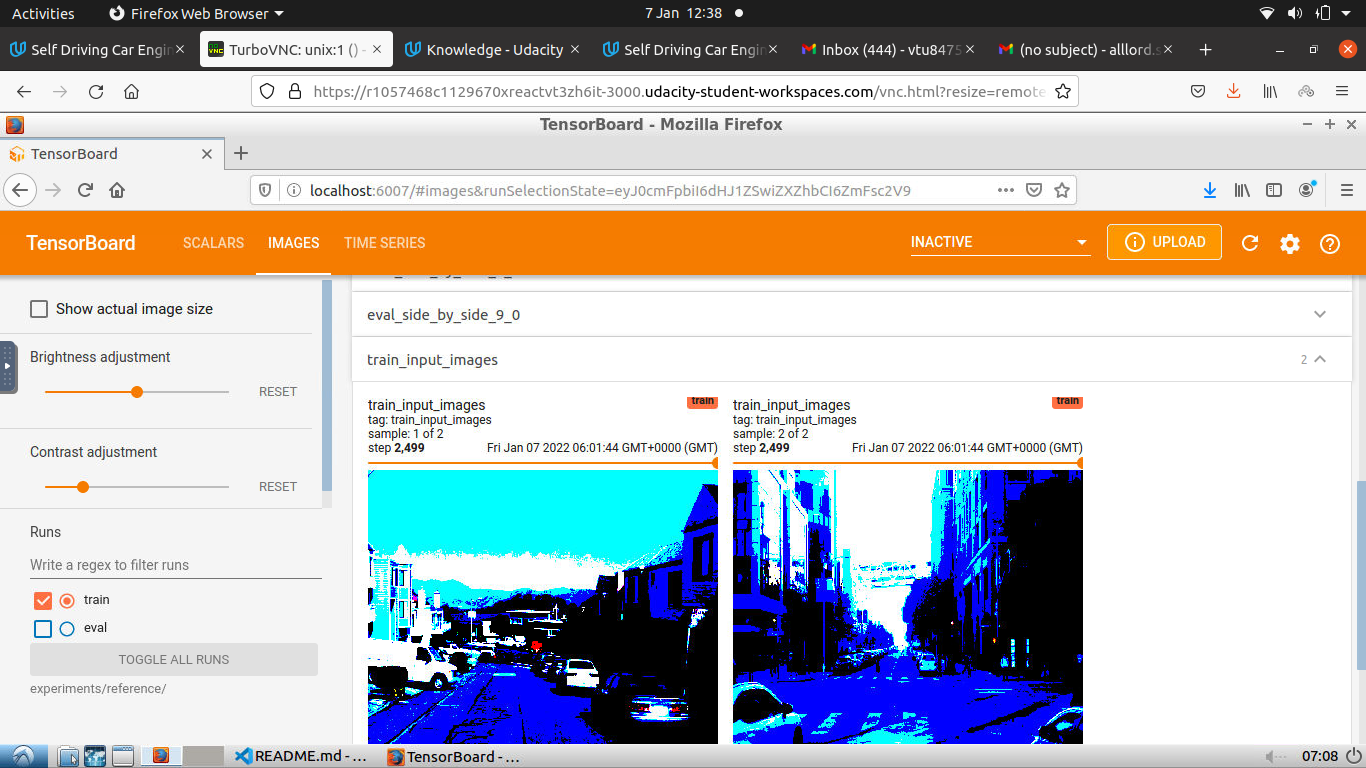 Activities
Firefox Web Browser
7 Jan 12:38
Self Driving Car Engin
TurboVNC: unix:1 () -
Knowledge - Udacity
Self Driving Car Engin
Inbox (444) - vtu8475
(no subject) - alllord.s
https://r1057468c1129670xreactvt3zh6it-3000.udacity-student-workspaces.com/vnc.html?resize=remote
TensorBoard - Mozilla Firefox
TensorBoard
localhost:6007/#images&runSelectionState=eyJ0cmFpbiI6dHJ1ZSwiZXZhbCI6ZmFsc2V9
TensorBoard
SCALARS
IMAGES
TIME SERIES
INACTIVE
UPLOAD
Show actual image size
Brightness adjustment
RESET
Contrast adjustment
RESET
Runs
Write a regex to filter runs
train
eval
TOGGLE ALL RUNS
experiments/reference/
eval_side_by_side_9_0
train_input_images
2
train_input_images
train
tag: train_input_images
sample: 1 of 2
step 2,499
Fri Jan 07 2022 06:01:44 GMT+0000 (GMT)
train_input_images
train
tag: train_input_images
sample: 2 of 2
step 2,499
Fri Jan 07 2022 06:01:44 GMT+0000 (GMT)
README.md - ...
TensorBoard - ...
07:08